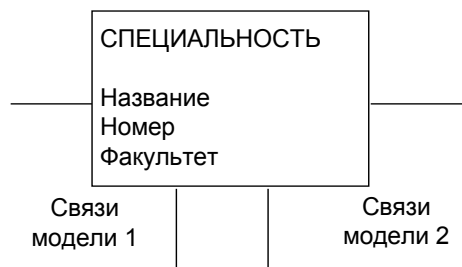 СПЕЦИАЛЬНОСТЬ
Название
Номер
Факультет
Связи
модели 1
Связи
модели 2